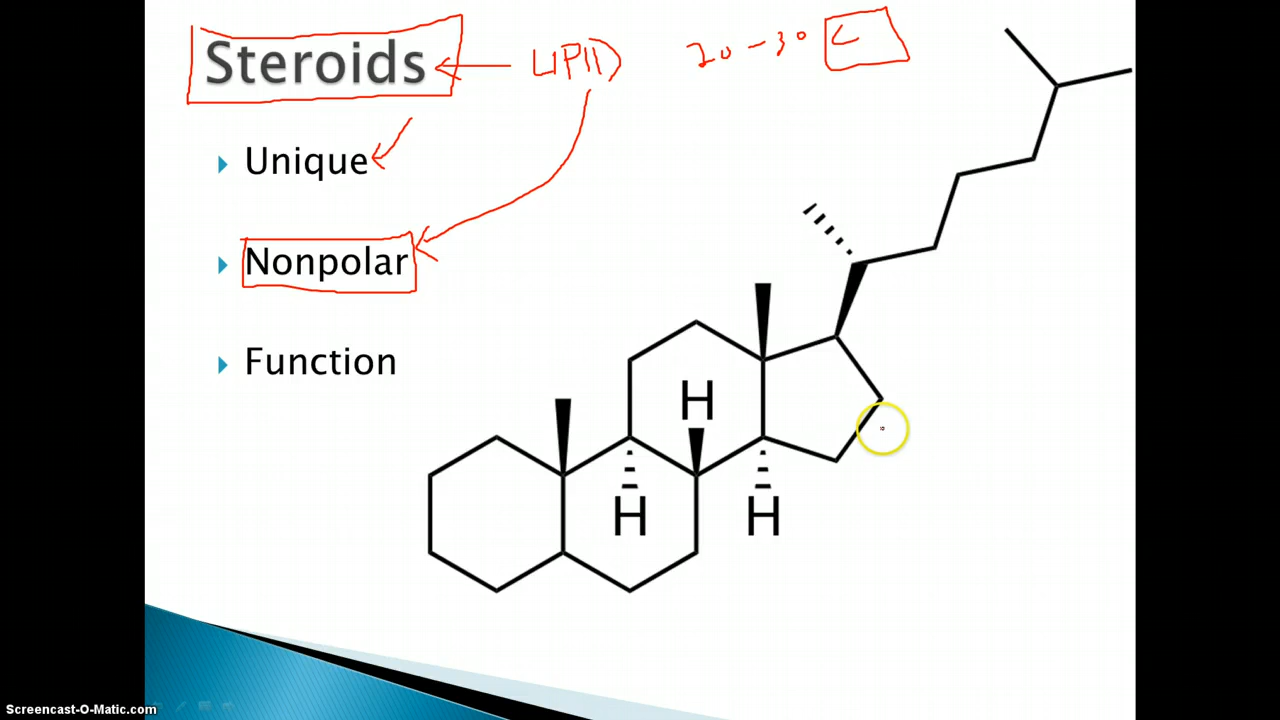 Steroids LIPID 20-30 C
Unique
Nonpolar
Function
H
H H
Screencast-O-Matic.com